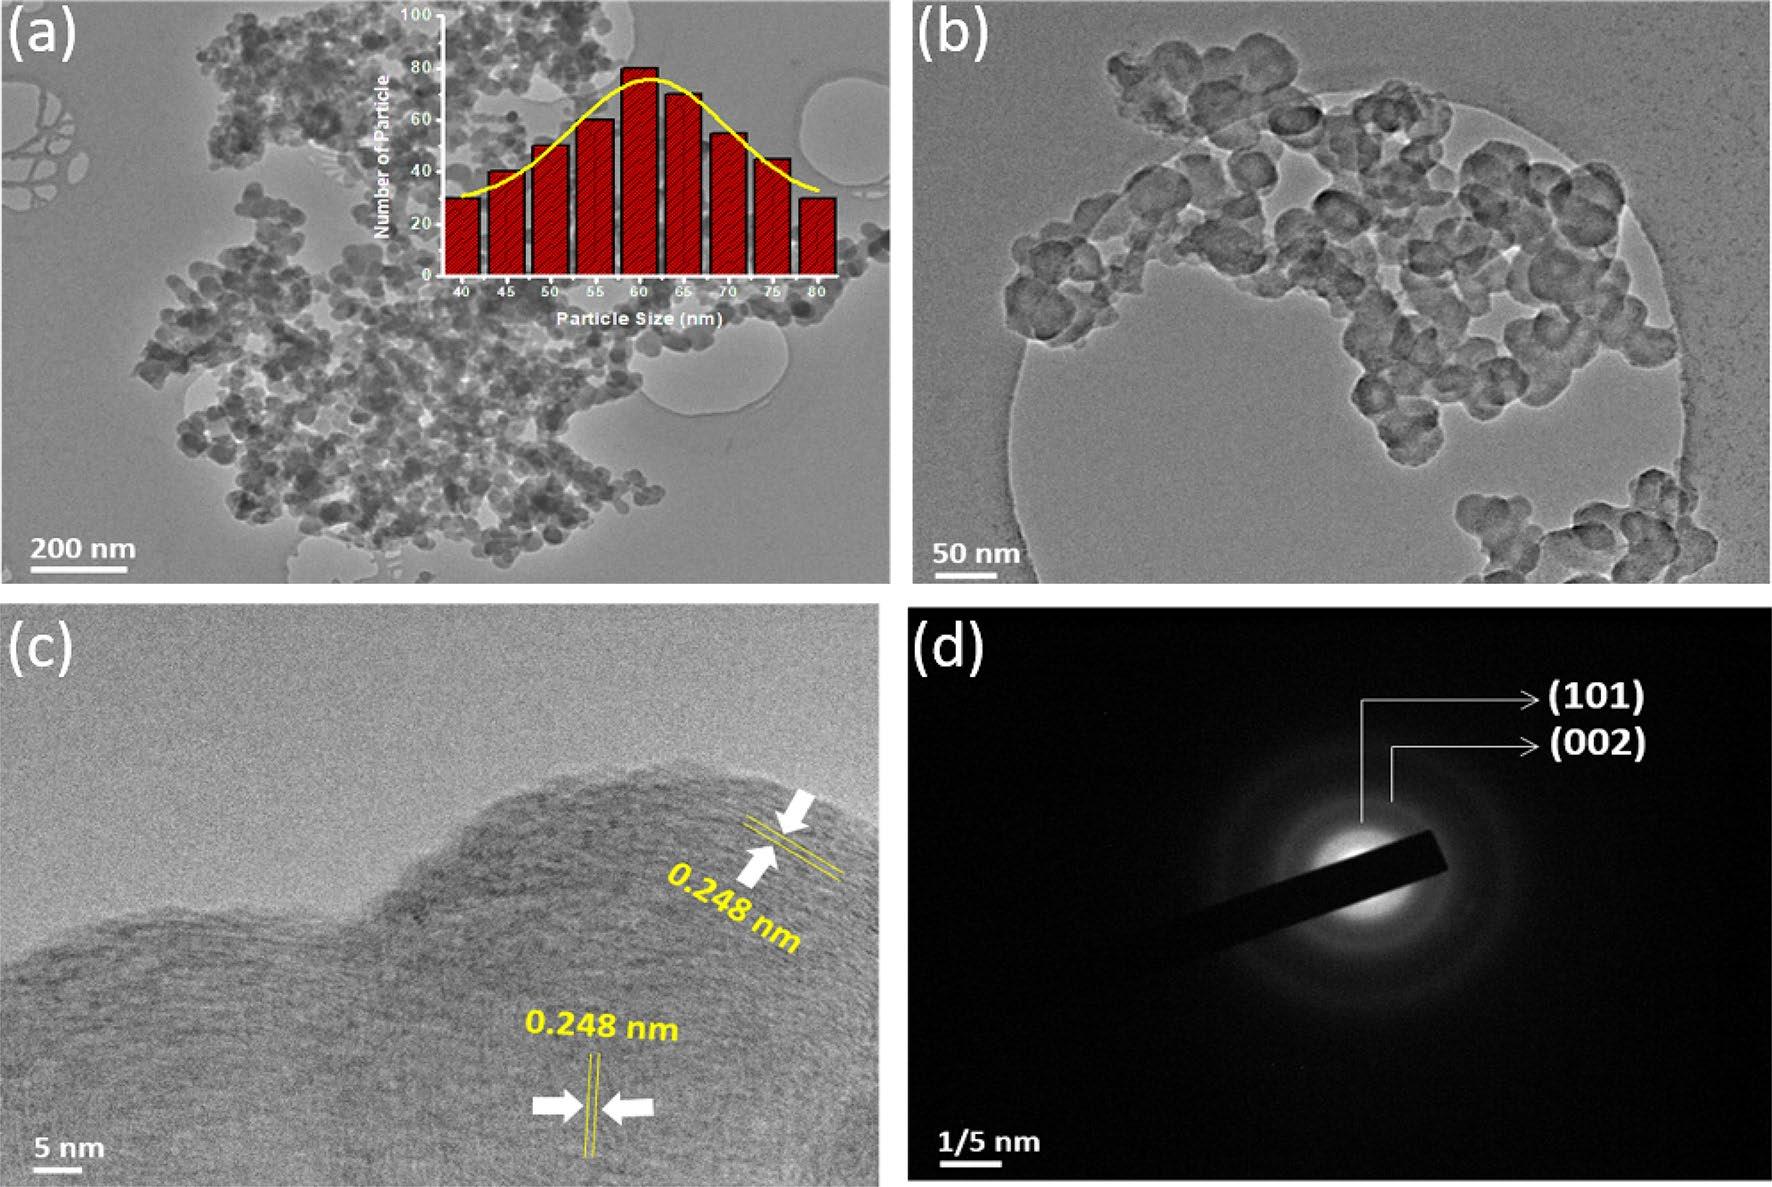 (a)
100
80
60
40
20
0
Number of Particle
40 45 50 55 60 65 70 75 80
Particle Size (nm)
200 nm
(b)
50 nm
(c)
0.248 nm
0.248 nm
5 nm
(d)
(101)
(002)
1/5 nm